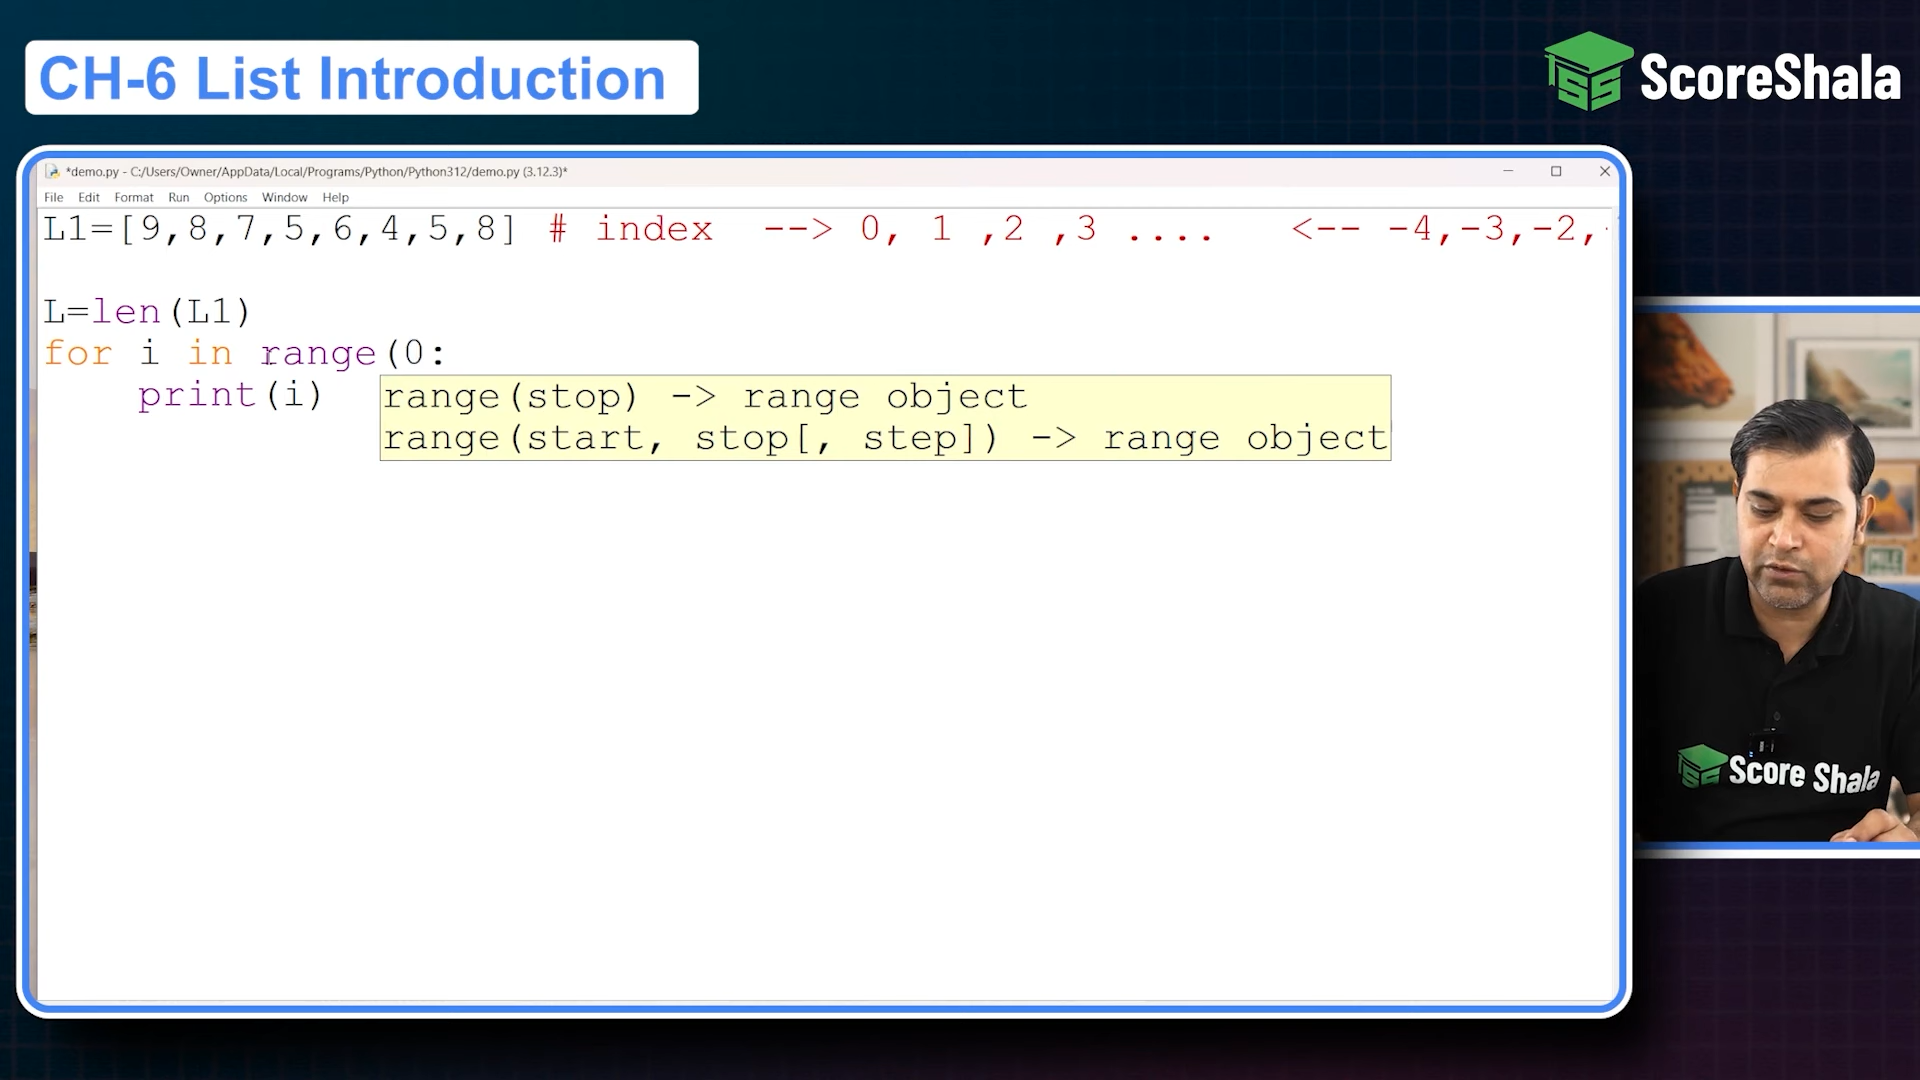 CH-6 List Introduction
ScoreShala
*demo.py - C:/Users/Owner/AppData/Local/Programs/Python/Python312/demo.py (3.12.3)*
File Edit Format Run Options Window Help
L1=[9,8,7,5,6,4,5,8] # index --> 0, 1 ,2 ,3 .... <-- -4,-3,-2,
L=len(L1)
for i in range(0:
print(i)
range(stop) -> range object
range(start, stop[, step]) -> range object
Score Shala